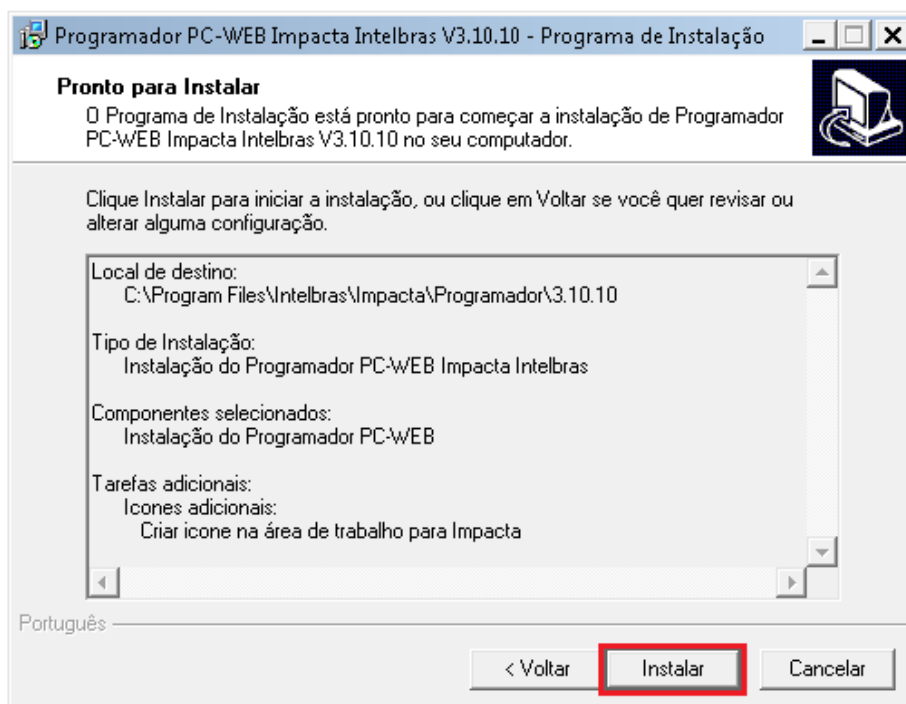 Programador PC-WEB Impacta Intelbras V3.10.10 - Programa de Instalação
Pronto para Instalar
O Programa de Instalação está pronto para começar a instalação de Programador
PC-WEB Impacta Intelbras V3.10.10 no seu computador.
Clique Instalar para iniciar a instalação, ou clique em Voltar se você quer revisar ou
alterar alguma configuração.
Local de destino:
C:\Program Files\Intelbras\Impacta\Programador\3.10.10
Tipo de Instalação:
Instalação do Programador PC-WEB Impacta Intelbras
Componentes selecionados:
Instalação do Programador PC-WEB
Tarefas adicionais:
Icones adicionais:
Criar icone na área de trabalho para Impacta
Português
< Voltar Instalar Cancelar